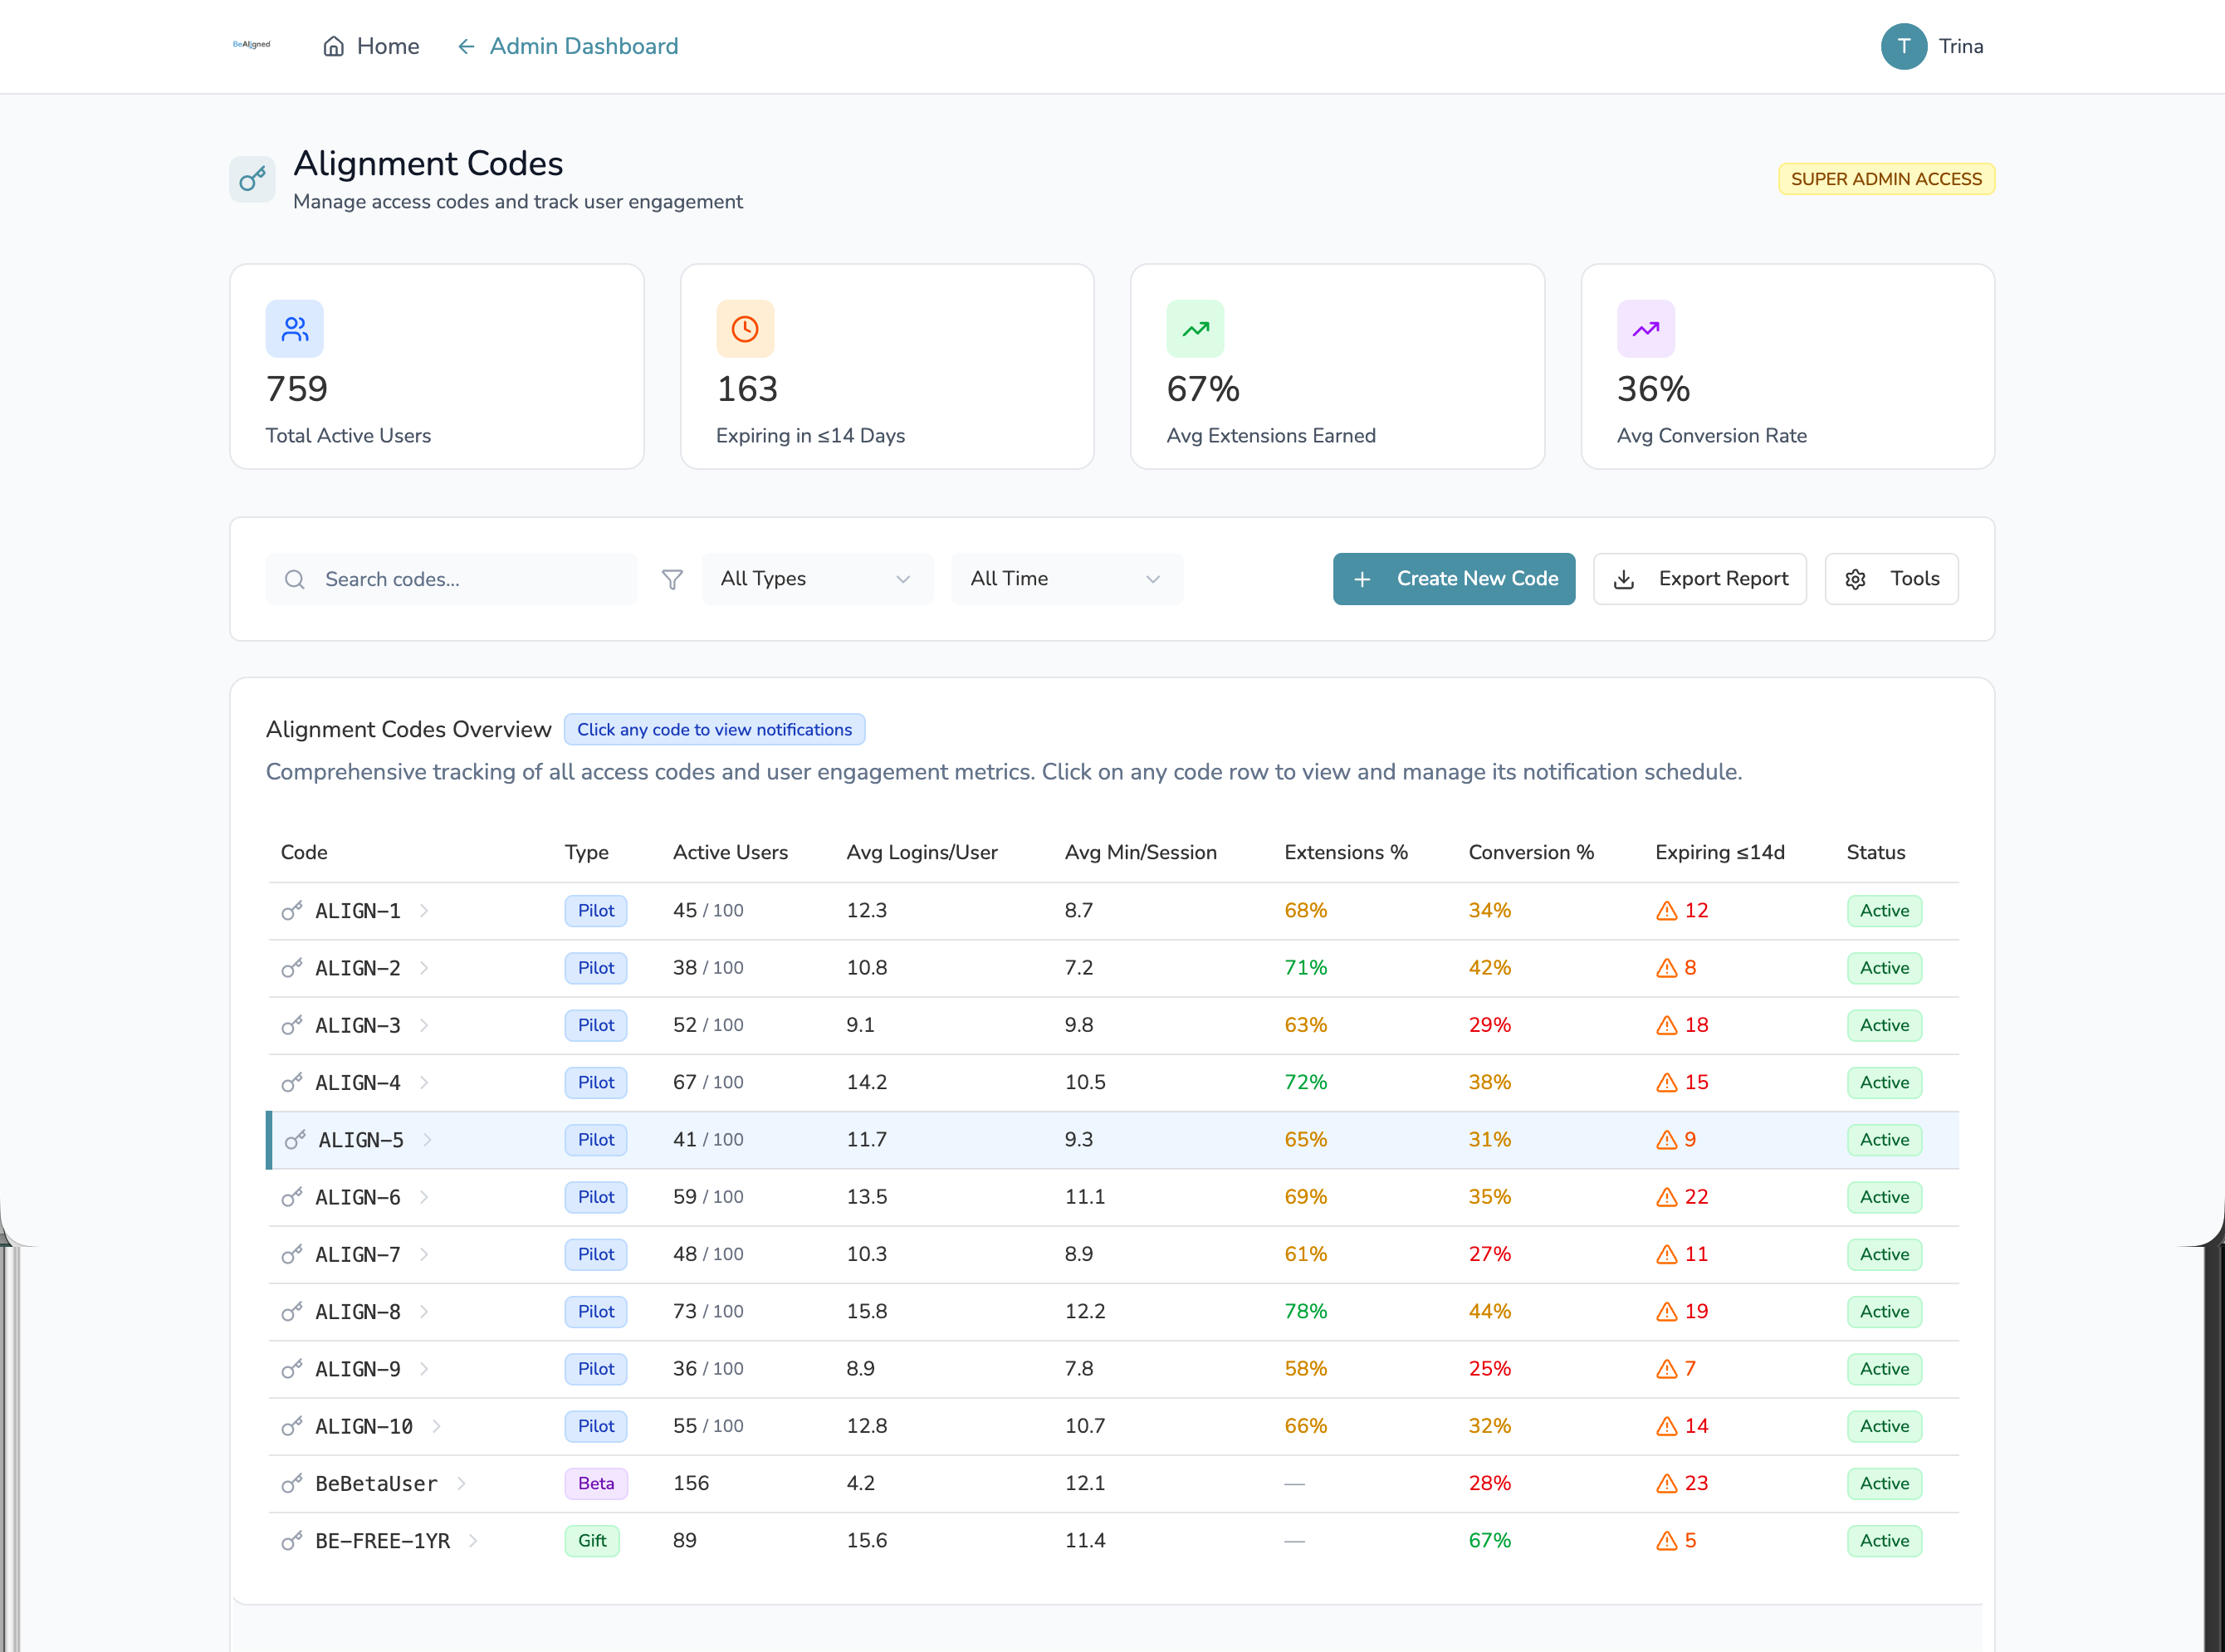 BeAligned Home ← Admin Dashboard T Trina
Alignment Codes
Manage access codes and track user engagement
SUPER ADMIN ACCESS
759
Total Active Users
163
Expiring in ≤14 Days
67%
Avg Extensions Earned
36%
Avg Conversion Rate
Search codes... All Types All Time + Create New Code Export Report Tools
Alignment Codes Overview Click any code to view notifications
Comprehensive tracking of all access codes and user engagement metrics. Click on any code row to view and manage its notification schedule.
Code Type Active Users Avg Logins/User Avg Min/Session Extensions % Conversion % Expiring ≤14d Status
ALIGN-1 Pilot 45 / 100 12.3 8.7 68% 34% 12 Active
ALIGN-2 Pilot 38 / 100 10.8 7.2 71% 42% 8 Active
ALIGN-3 Pilot 52 / 100 9.1 9.8 63% 29% 18 Active
ALIGN-4 Pilot 67 / 100 14.2 10.5 72% 38% 15 Active
ALIGN-5 Pilot 41 / 100 11.7 9.3 65% 31% 9 Active
ALIGN-6 Pilot 59 / 100 13.5 11.1 69% 35% 22 Active
ALIGN-7 Pilot 48 / 100 10.3 8.9 61% 27% 11 Active
ALIGN-8 Pilot 73 / 100 15.8 12.2 78% 44% 19 Active
ALIGN-9 Pilot 36 / 100 8.9 7.8 58% 25% 7 Active
ALIGN-10 Pilot 55 / 100 12.8 10.7 66% 32% 14 Active
BeBetaUser Beta 156 4.2 12.1 — 28% 23 Active
BE-FREE-1YR Gift 89 15.6 11.4 — 67% 5 Active